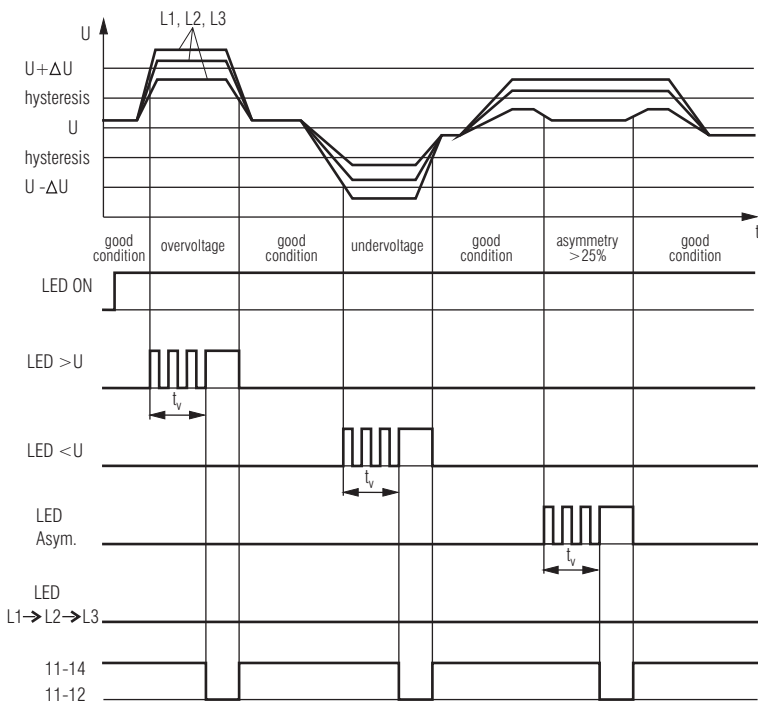 U
L1, L2, L3
U+ΔU
hysteresis
U
hysteresis
U -ΔU
t
good
condition
overvoltage
good
condition
undervoltage
good
condition
asymmetry
>25%
good
condition
LED ON
LED >U
tv
LED <U
tv
LED
Asym.
tv
LED
L1→L2→L3
11-14
11-12